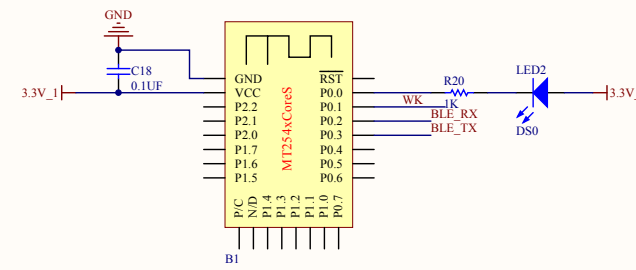 GND
C18
0.1UF
3.3V_1
GND
VCC
P2.2
P2.1
P2.0
P1.7
P1.6
P1.5
MT254xCoreS
RST
P0.0
P0.1
P0.2
P0.3
P0.4
P0.5
P0.6
P/C
N/D
P1.4
P1.3
P1.2
P1.1
P1.0
P0.7
B1
WK
BLE_RX
BLE_TX
R20
1K
LED2
DS0
3.3V_